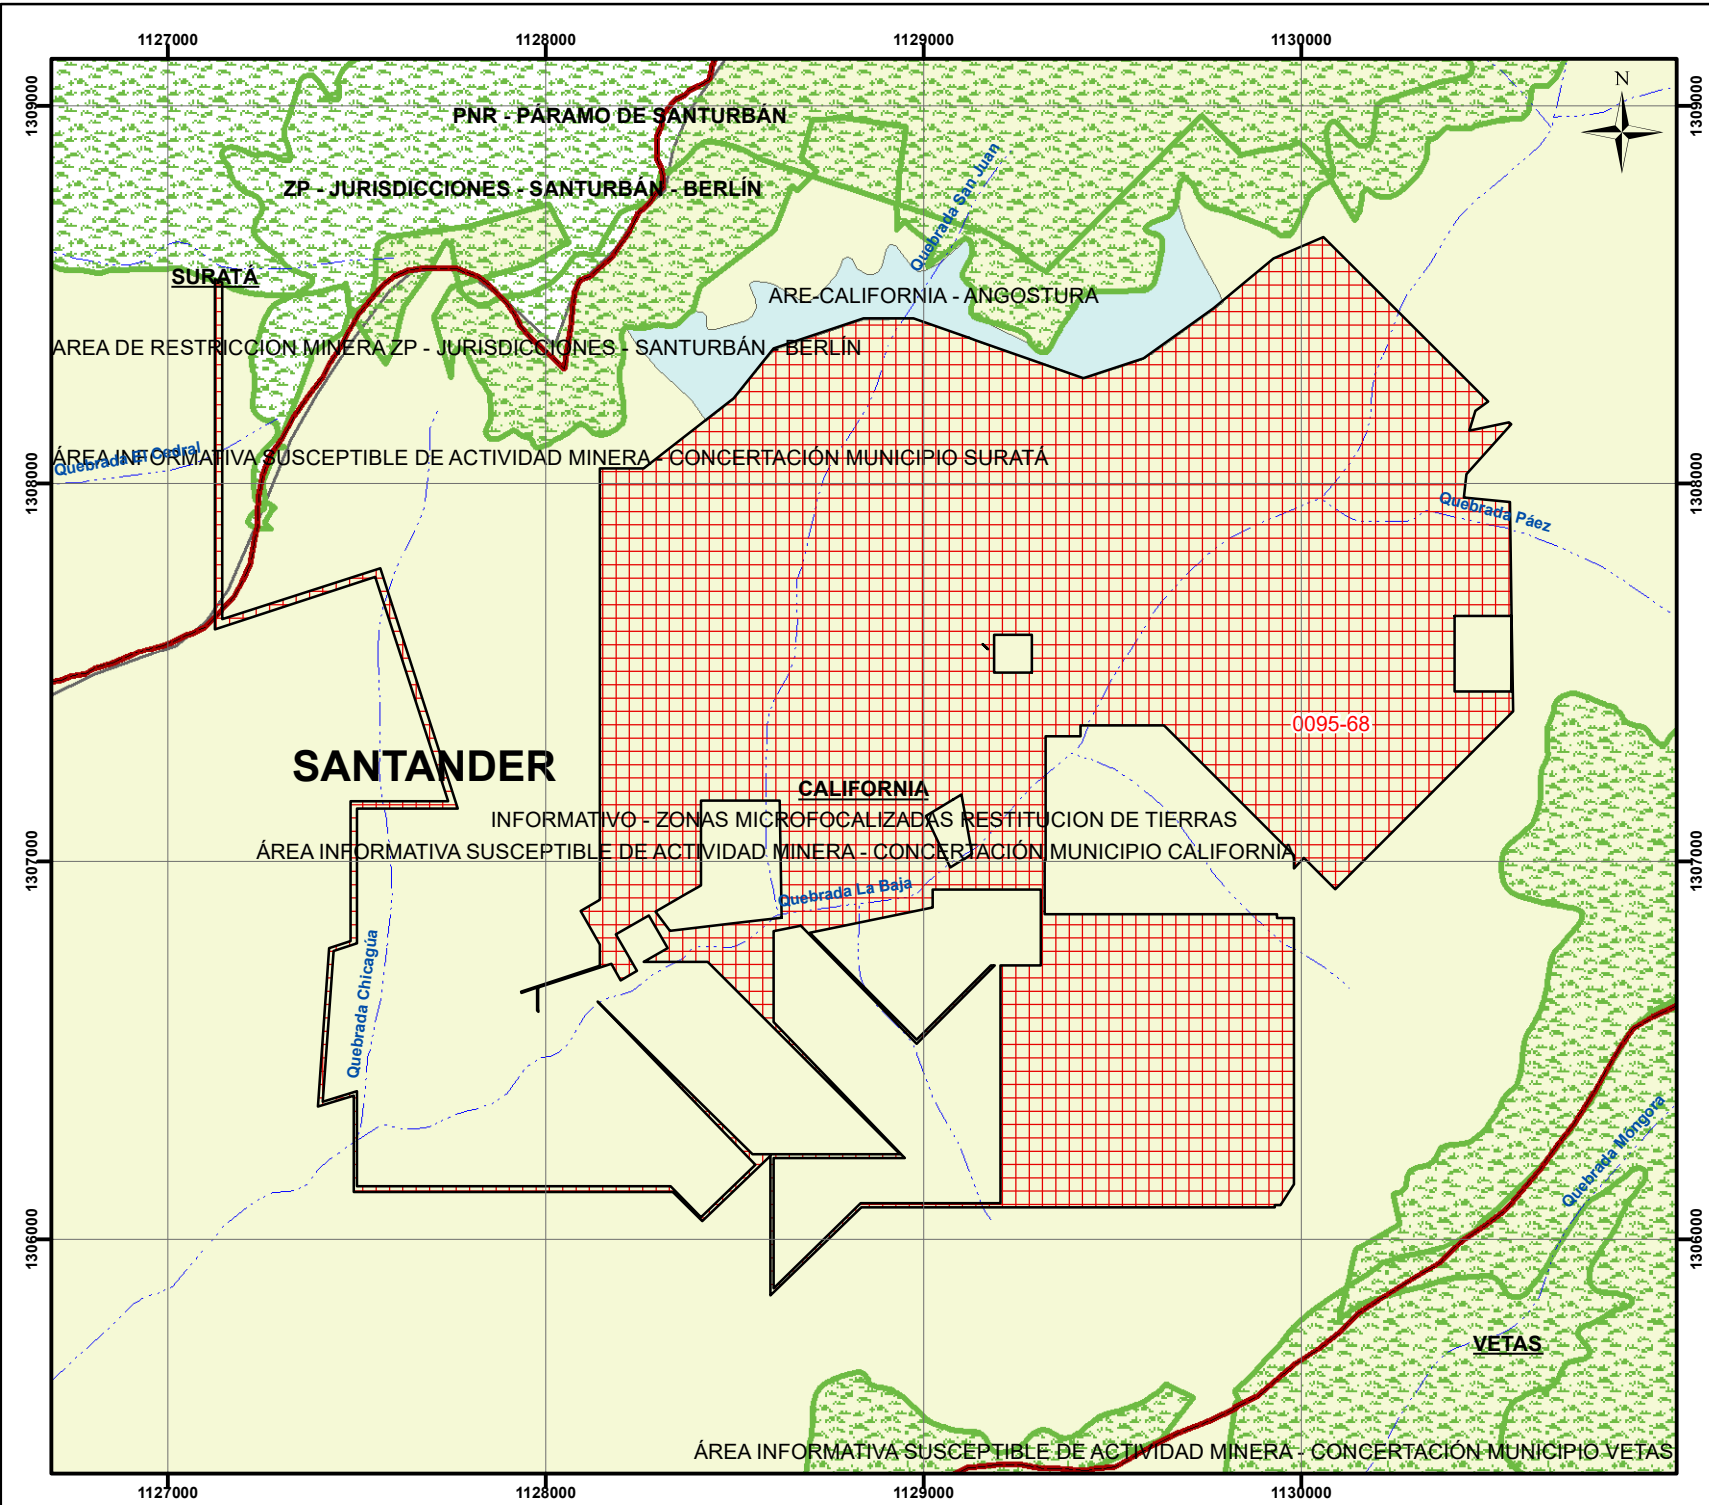 1127000 1128000 1129000 1130000
N
1309000 1309000
PNR - PÁRAMO DE SANTURBÁN
ZP - JURISDICCIONES - SANTURBÁN - BERLÍN
Quebrada San Juan
SURATÁ
ARE-CALIFORNIA - ANGOSTURA
AREA DE RESTRICCIÓN MINERA ZP - JURISDICCIONES - SANTURBÁN - BERLÍN
Quebrada El Cedral
ÁREA INFORMATIVA SUSCEPTIBLE DE ACTIVIDAD MINERA - CONCERTACIÓN MUNICIPIO SURATÁ
1308000 1308000
Quebrada Páez
0095-68
SANTANDER
CALIFORNIA
INFORMATIVO - ZONAS MICROFOCALIZADAS RESTITUCION DE TIERRAS
ÁREA INFORMATIVA SUSCEPTIBLE DE ACTIVIDAD MINERA - CONCERTACIÓN MUNICIPIO CALIFORNIA
1307000 1307000
Quebrada La Baja
Quebrada Chicagúa
Quebrada Móngora
1306000 1306000
VETAS
ÁREA INFORMATIVA SUSCEPTIBLE DE ACTIVIDAD MINERA - CONCERTACIÓN MUNICIPIO VETAS
1127000 1128000 1129000 1130000